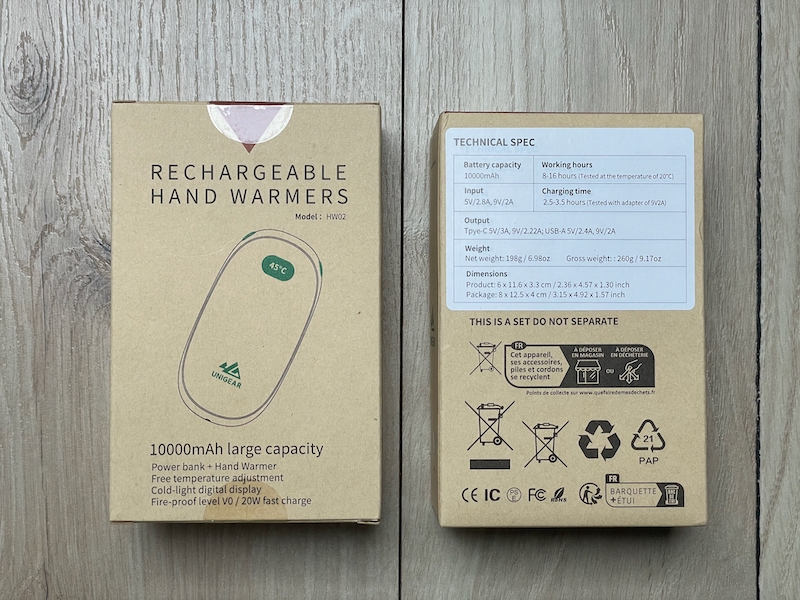 RECHARGEABLE
HAND WARMERS
Model : HW02
45°C
UNIGEAR
10000mAh large capacity
Power bank + Hand Warmer
Free temperature adjustment
Cold-light digital display
Fire-proof level V0 / 20W fast charge
TECHNICAL SPEC
Battery capacity
10000mAh
Working hours
8-16 hours (Tested at the temperature of 20°C)
Input
5V/2.8A, 9V/2A
Charging time
2.5-3.5 hours (Tested with adapter of 9V2A)
Output
Tpye-C 5V/3A, 9V/2.22A; USB-A 5V/2.4A, 9V/2A
Weight
Net weight: 198g / 6.98oz Gross weight: : 260g / 9.17oz
Dimensions
Product: 6 x 11.6 x 3.3 cm / 2.36 x 4.57 x 1.30 inch
Package: 8 x 12.5 x 4 cm / 3.15 x 4.92 x 1.57 inch
THIS IS A SET DO NOT SEPARATE
FR
Cet appareil,
ses accessoires,
piles et cordons
se recyclent
À DÉPOSER
EN MAGASIN
OU
À DÉPOSER
EN DÉCHÈTERIE
Points de collecte sur www.quefairedemesdechets.fr
21
PAP
CE IC PSE FC RoHS
FR
BARQUETTE
+ÉTUI